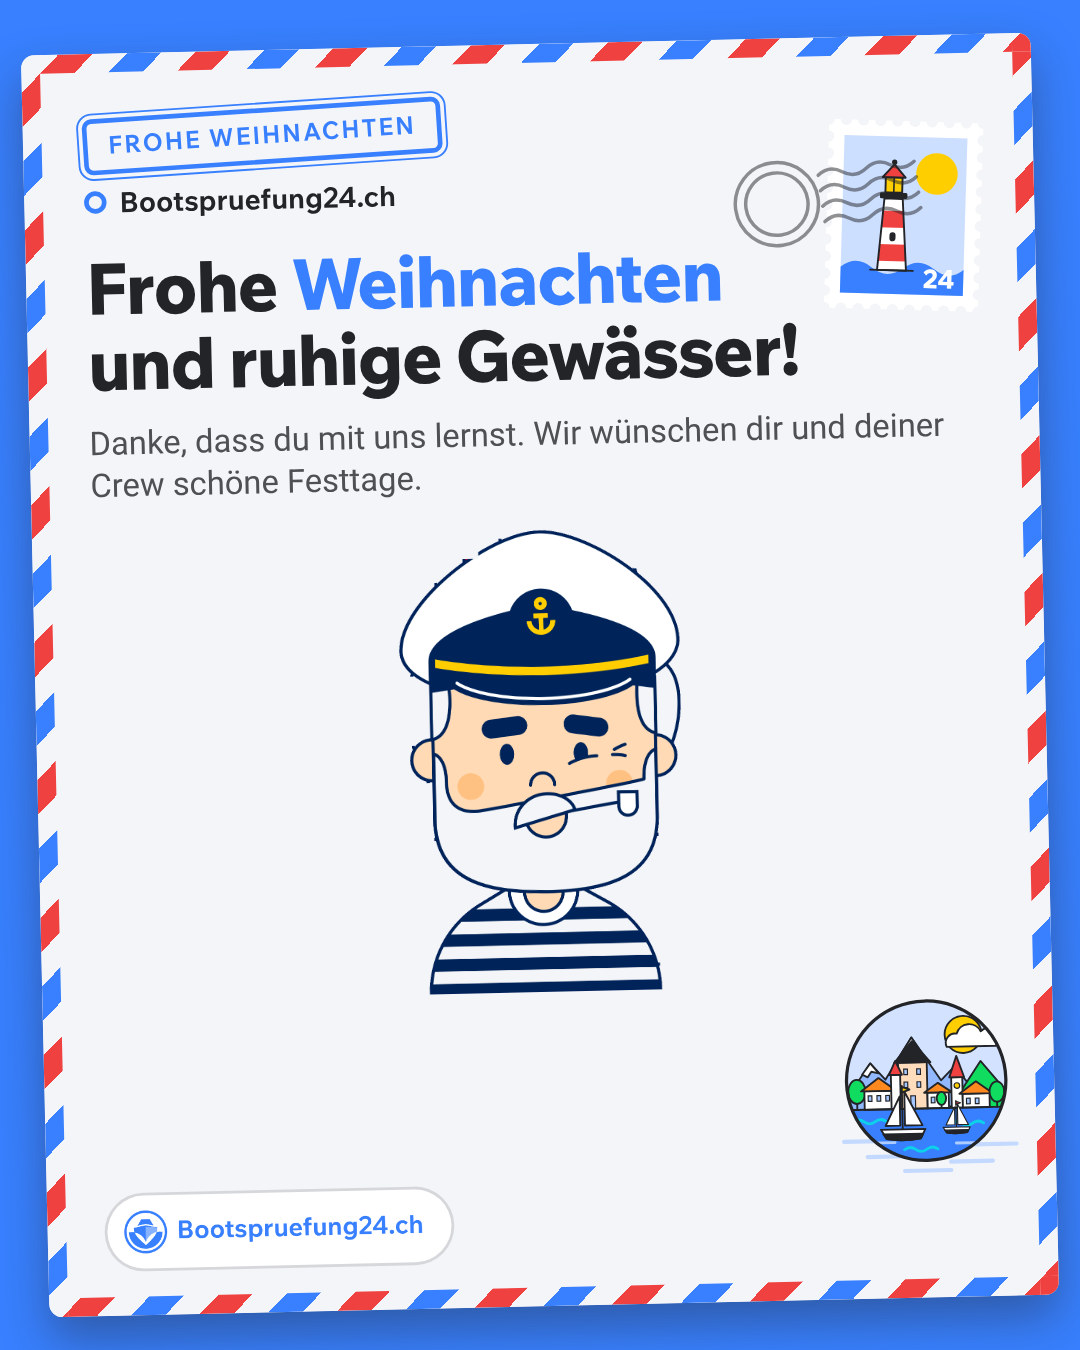 FROHE WEIHNACHTEN
Bootspruefung24.ch
24
Frohe Weihnachten
und ruhige Gewässer!
Danke, dass du mit uns lernst. Wir wünschen dir und deiner
Crew schöne Festtage.
Bootspruefung24.ch